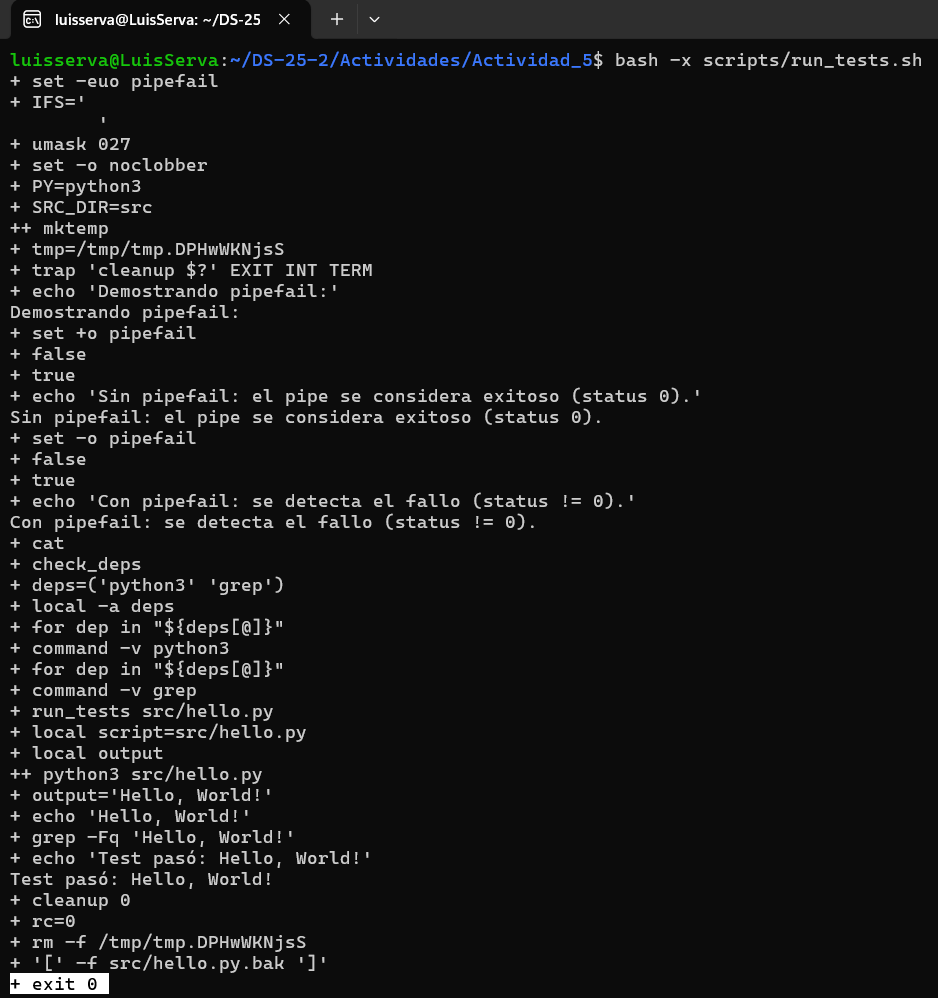 luisserva@LuisServa: ~/DS-25
luisserva@LuisServa:~/DS-25-2/Actividades/Actividad_5$ bash -x scripts/run_tests.sh
+ set -euo pipefail
+ IFS='
        '
+ umask 027
+ set -o noclobber
+ PY=python3
+ SRC_DIR=src
++ mktemp
+ tmp=/tmp/tmp.DPHwWKNjsS
+ trap 'cleanup $?' EXIT INT TERM
+ echo 'Demostrando pipefail:'
Demostrando pipefail:
+ set +o pipefail
+ false
+ true
+ echo 'Sin pipefail: el pipe se considera exitoso (status 0).'
Sin pipefail: el pipe se considera exitoso (status 0).
+ set -o pipefail
+ false
+ true
+ echo 'Con pipefail: se detecta el fallo (status != 0).'
Con pipefail: se detecta el fallo (status != 0).
+ cat
+ check_deps
+ deps=('python3' 'grep')
+ local -a deps
+ for dep in "${deps[@]}"
+ command -v python3
+ for dep in "${deps[@]}"
+ command -v grep
+ run_tests src/hello.py
+ local script=src/hello.py
+ local output
++ python3 src/hello.py
+ output='Hello, World!'
+ echo 'Hello, World!'
+ grep -Fq 'Hello, World!'
+ echo 'Test pasó: Hello, World!'
Test pasó: Hello, World!
+ cleanup 0
+ rc=0
+ rm -f /tmp/tmp.DPHwWKNjsS
+ '[' -f src/hello.py.bak ']'
+ exit 0